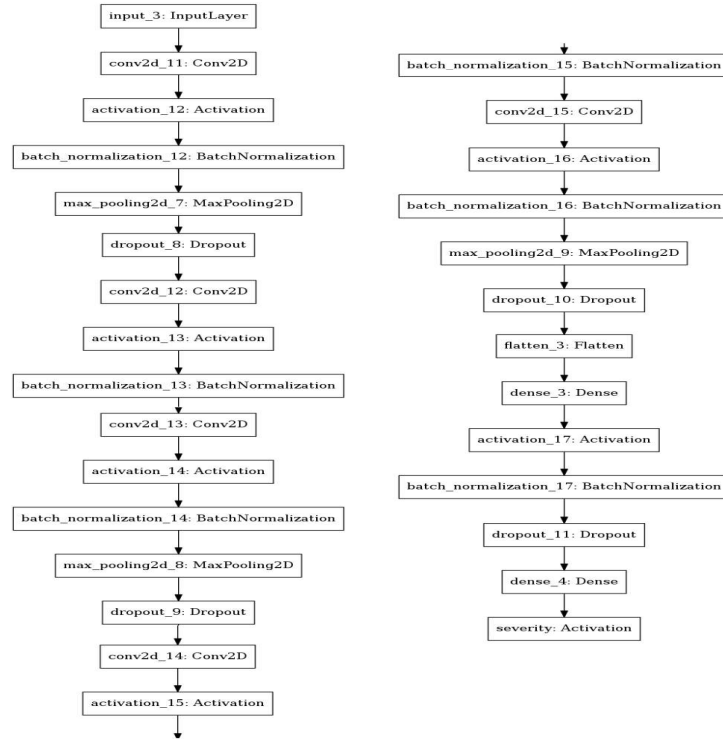 input_3: InputLayer
conv2d_11: Conv2D
activation_12: Activation
batch_normalization_12: BatchNormalization
max_pooling2d_7: MaxPooling2D
dropout_8: Dropout
conv2d_12: Conv2D
activation_13: Activation
batch_normalization_13: BatchNormalization
conv2d_13: Conv2D
activation_14: Activation
batch_normalization_14: BatchNormalization
max_pooling2d_8: MaxPooling2D
dropout_9: Dropout
conv2d_14: Conv2D
activation_15: Activation
batch_normalization_15: BatchNormalization
conv2d_15: Conv2D
activation_16: Activation
batch_normalization_16: BatchNormalization
max_pooling2d_9: MaxPooling2D
dropout_10: Dropout
flatten_3: Flatten
dense_3: Dense
activation_17: Activation
batch_normalization_17: BatchNormalization
dropout_11: Dropout
dense_4: Dense
severity: Activation